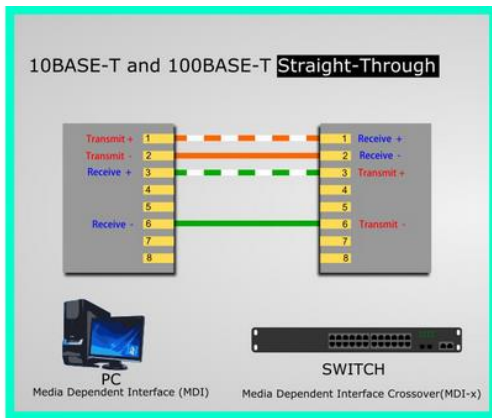 10BASE-T and 100BASE-T Straight-Through
Transmit + 1 1 Receive +
Transmit - 2 2 Receive -
Receive + 3 3 Transmit +
4 4
5 5
Receive - 6 6 Transmit -
7 7
8 8
PC
Media Dependent Interface (MDI)
SWITCH
Media Dependent Interface Crossover(MDI-x)